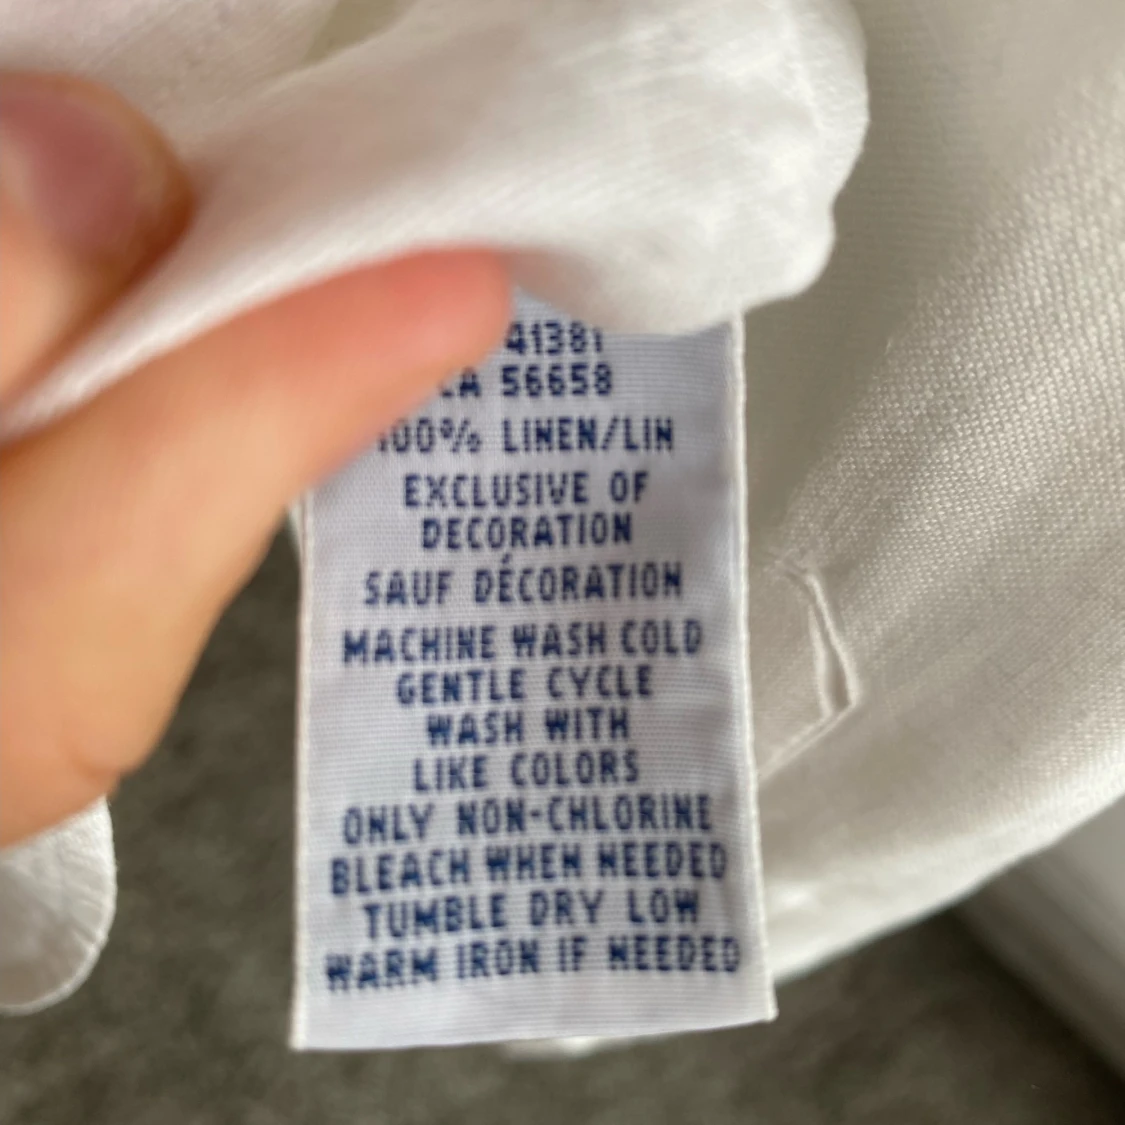 41381
CA 56658
100% LINEN/LIN
EXCLUSIVE OF
DECORATION
SAUF DÉCORATION
MACHINE WASH COLD
GENTLE CYCLE
WASH WITH
LIKE COLORS
ONLY NON-CHLORINE
BLEACH WHEN NEEDED
TUMBLE DRY LOW
WARM IRON IF NEEDED